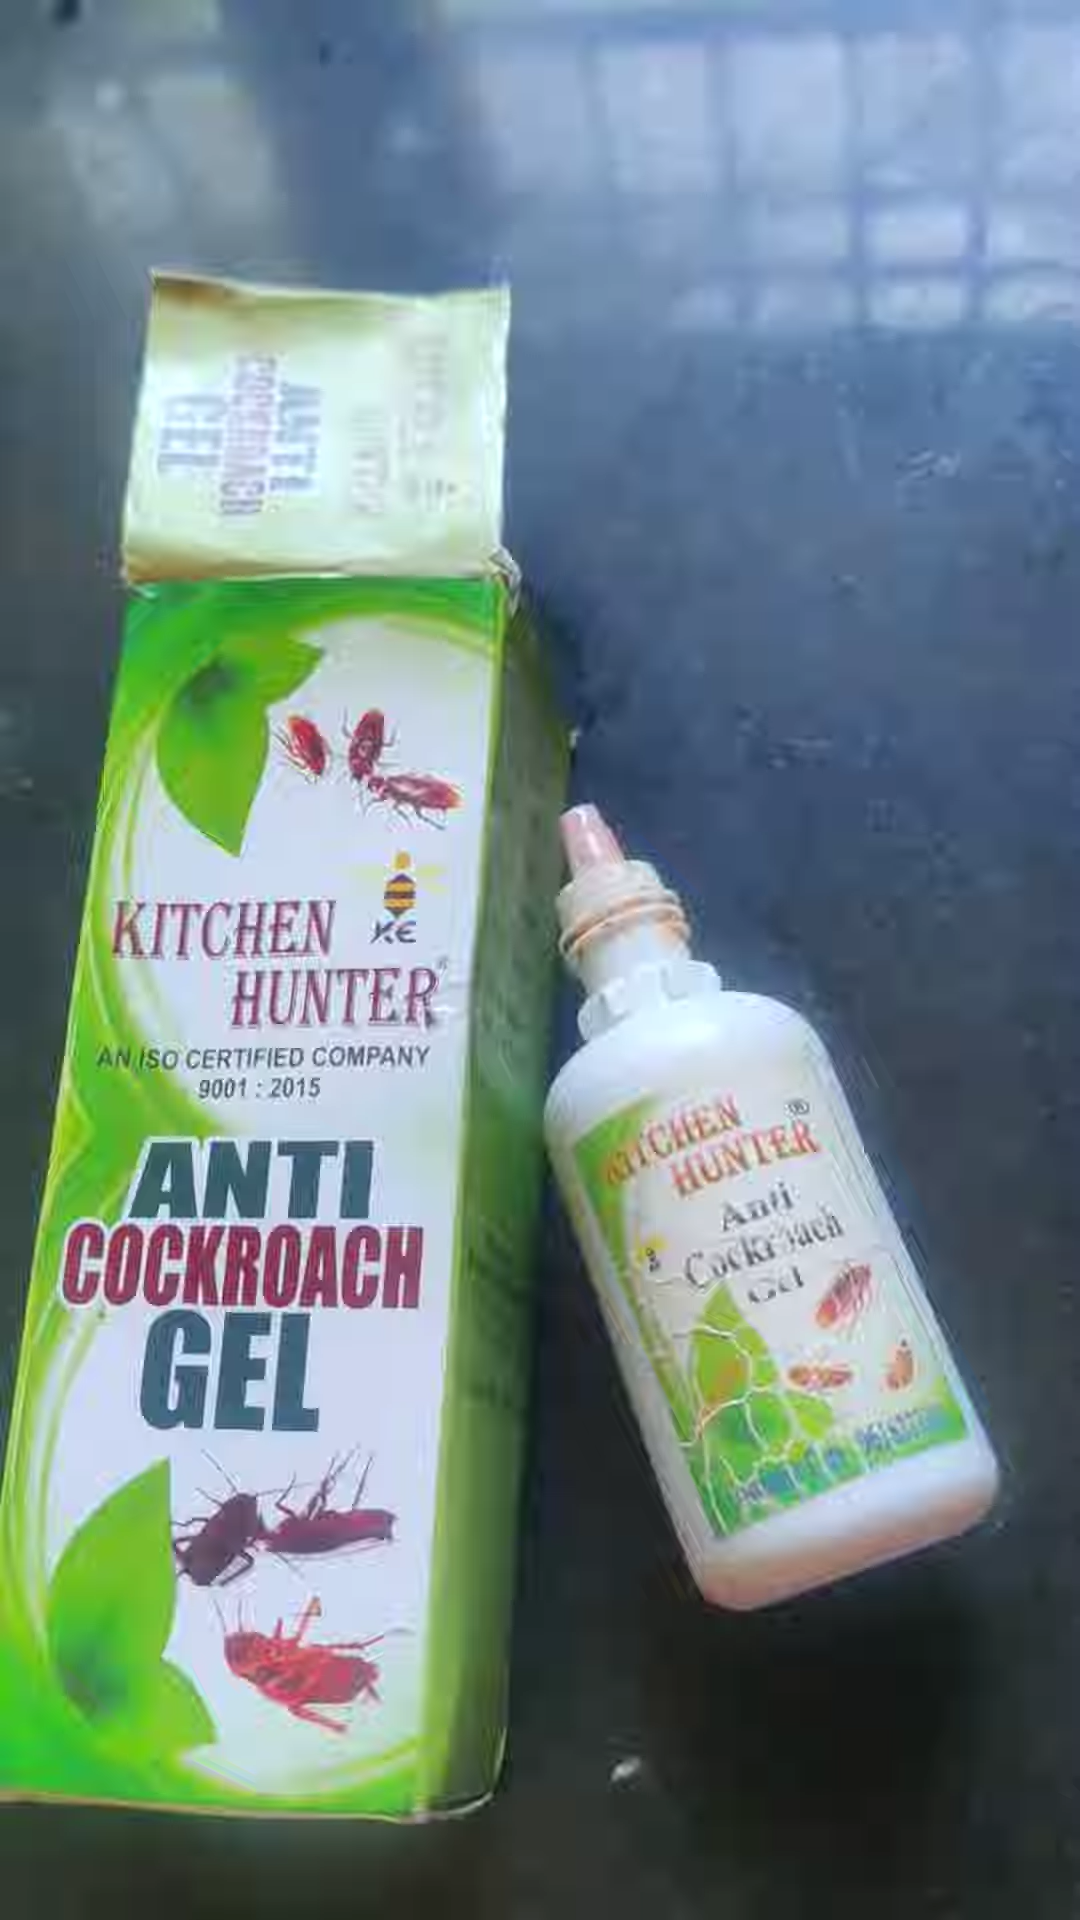 ANTI
COCKROACH
GEL
KE
KITCHEN
HUNTER®
AN ISO CERTIFIED COMPANY
9001 : 2015
ANTI
COCKROACH
GEL
KITCHEN ®
HUNTER
Anti
Cockroach
Gel